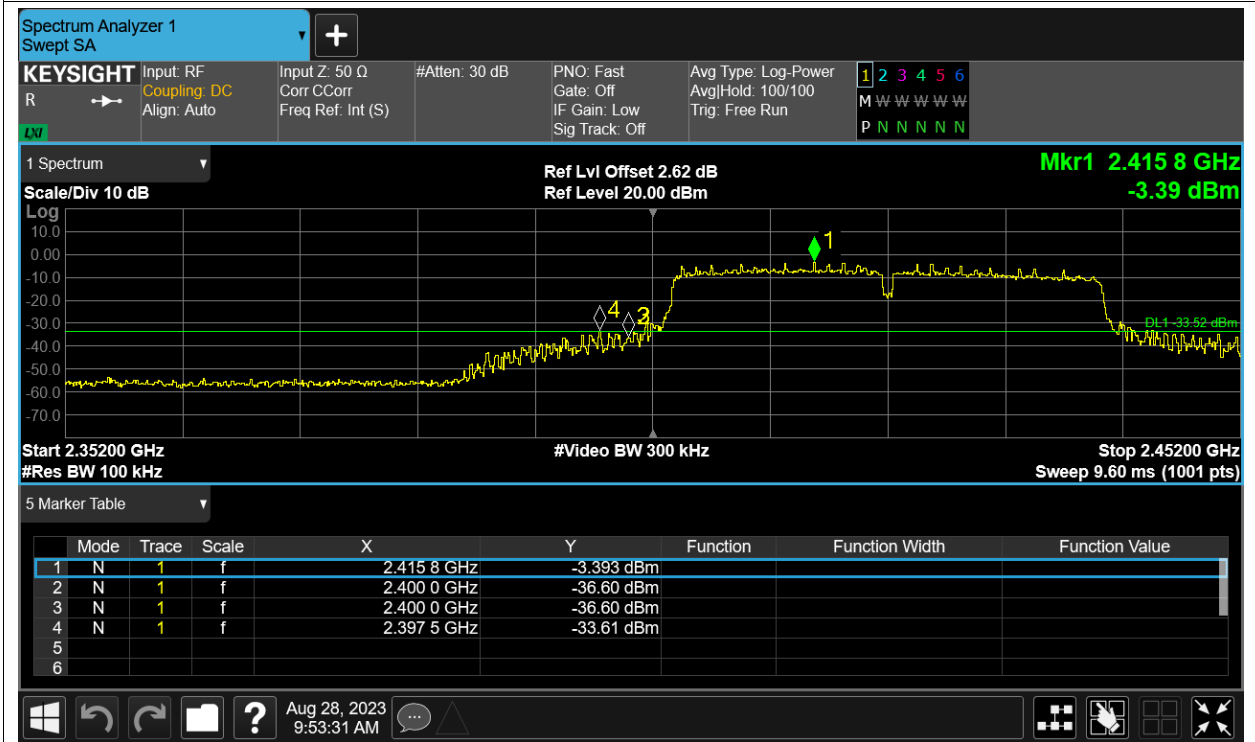 Spectrum Analyzer 1
Swept SA
+
KEYSIGHT Input: RF Input Z: 50 Ω #Atten: 30 dB PNO: Fast Avg Type: Log-Power 1 2 3 4 5 6
R Coupling: DC Corr CCorr Gate: Off Avg|Hold: 100/100 M W W W W W
Align: Auto Freq Ref: Int (S) IF Gain: Low Trig: Free Run P N N N N N
LXI Sig Track: Off
1 Spectrum
Ref Lvl Offset 2.62 dB Mkr1 2.415 8 GHz
Scale/Div 10 dB Ref Level 20.00 dBm -3.39 dBm
Log
10.0
0.00
-10.0
-20.0
-30.0
-40.0
-50.0
-60.0
-70.0
1
4
3
DL1 -33.52 dBm
Start 2.35200 GHz #Video BW 300 kHz Stop 2.45200 GHz
#Res BW 100 kHz Sweep 9.60 ms (1001 pts)
5 Marker Table
Mode Trace Scale X Y Function Function Width Function Value
1 N 1 f 2.415 8 GHz -3.393 dBm
2 N 1 f 2.400 0 GHz -36.60 dBm
3 N 1 f 2.400 0 GHz -36.60 dBm
4 N 1 f 2.397 5 GHz -33.61 dBm
5
6
? Aug 28, 2023
9:53:31 AM